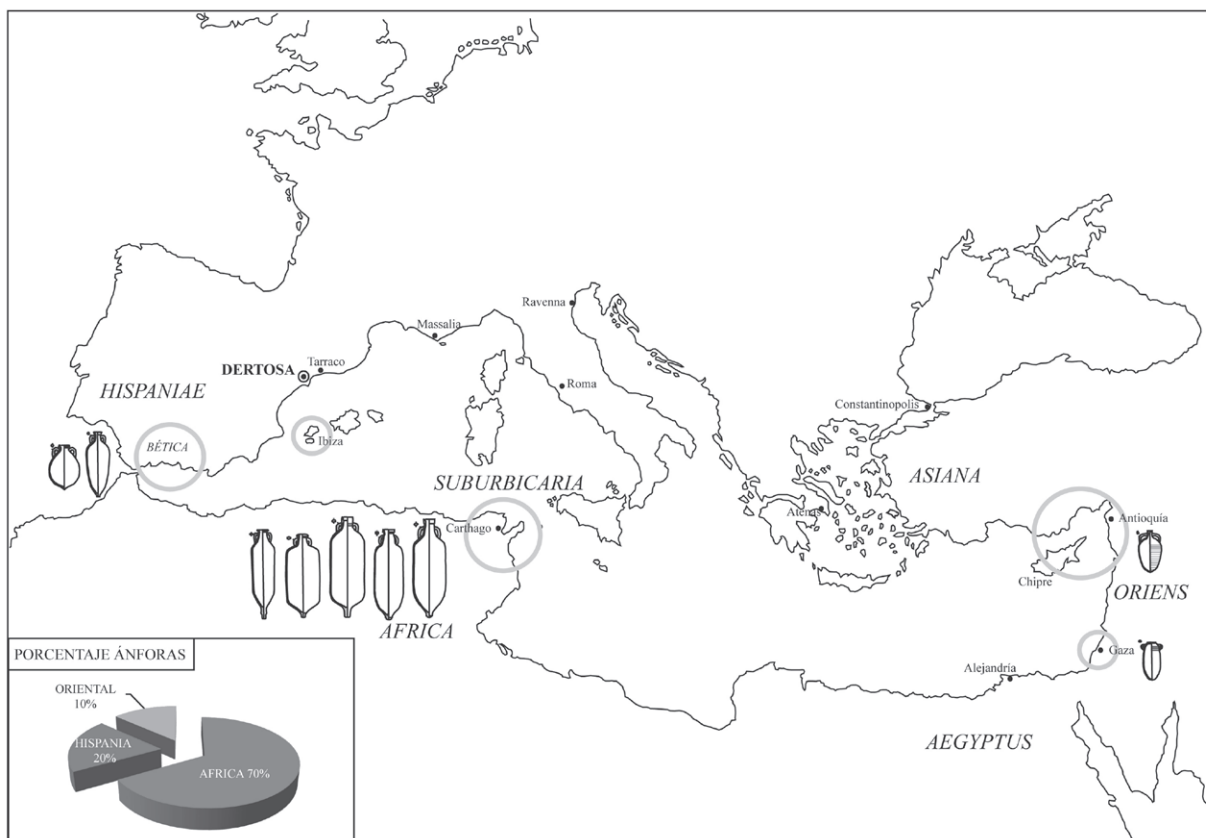 Ravenna
Massalia
DERTOSA
Tarraco
HISPANIAE
Roma
Constantinopolis
BÉTICA
Ibiza
SUBURBICARIA
ASIANA
Carthago
Atenas
Antioquía
Chipre
ORIENS
AFRICA
Gaza
Alejandría
AEGYPTUS
PORCENTAJE ÁNFORAS
ORIENTAL
10%
HISPANIA
20%
AFRICA 70%